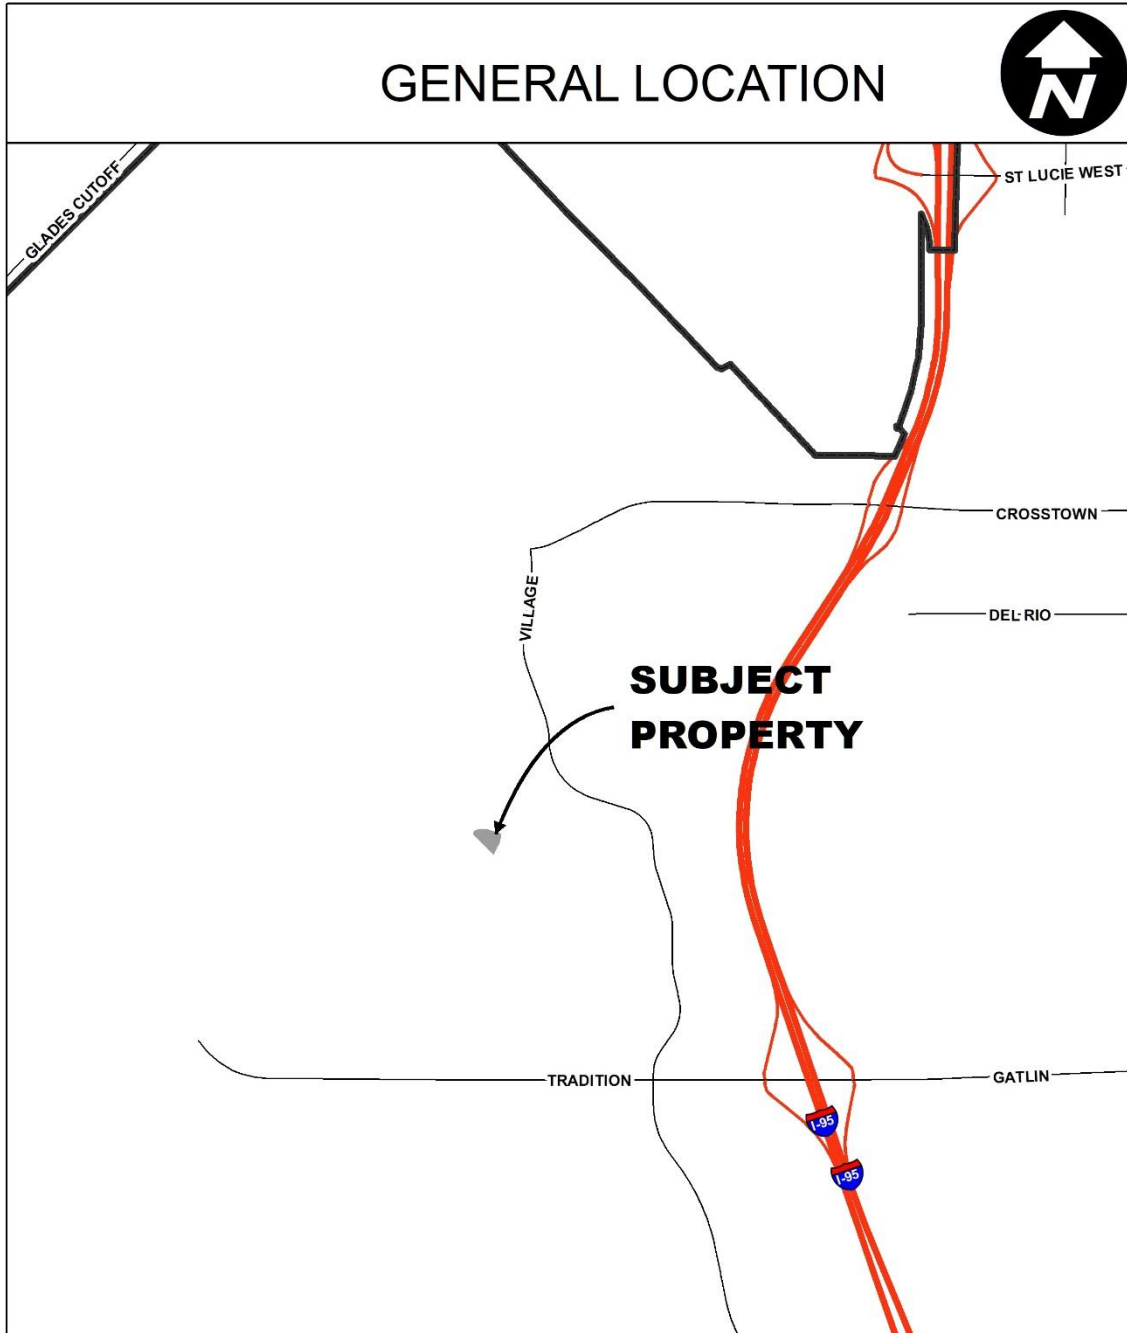 GENERAL LOCATION
N
GLADES CUTOFF
ST LUCIE WEST
CROSSTOWN
VILLAGE
DEL RIO
SUBJECT
PROPERTY
TRADITION
GATLIN
I-95
I-95